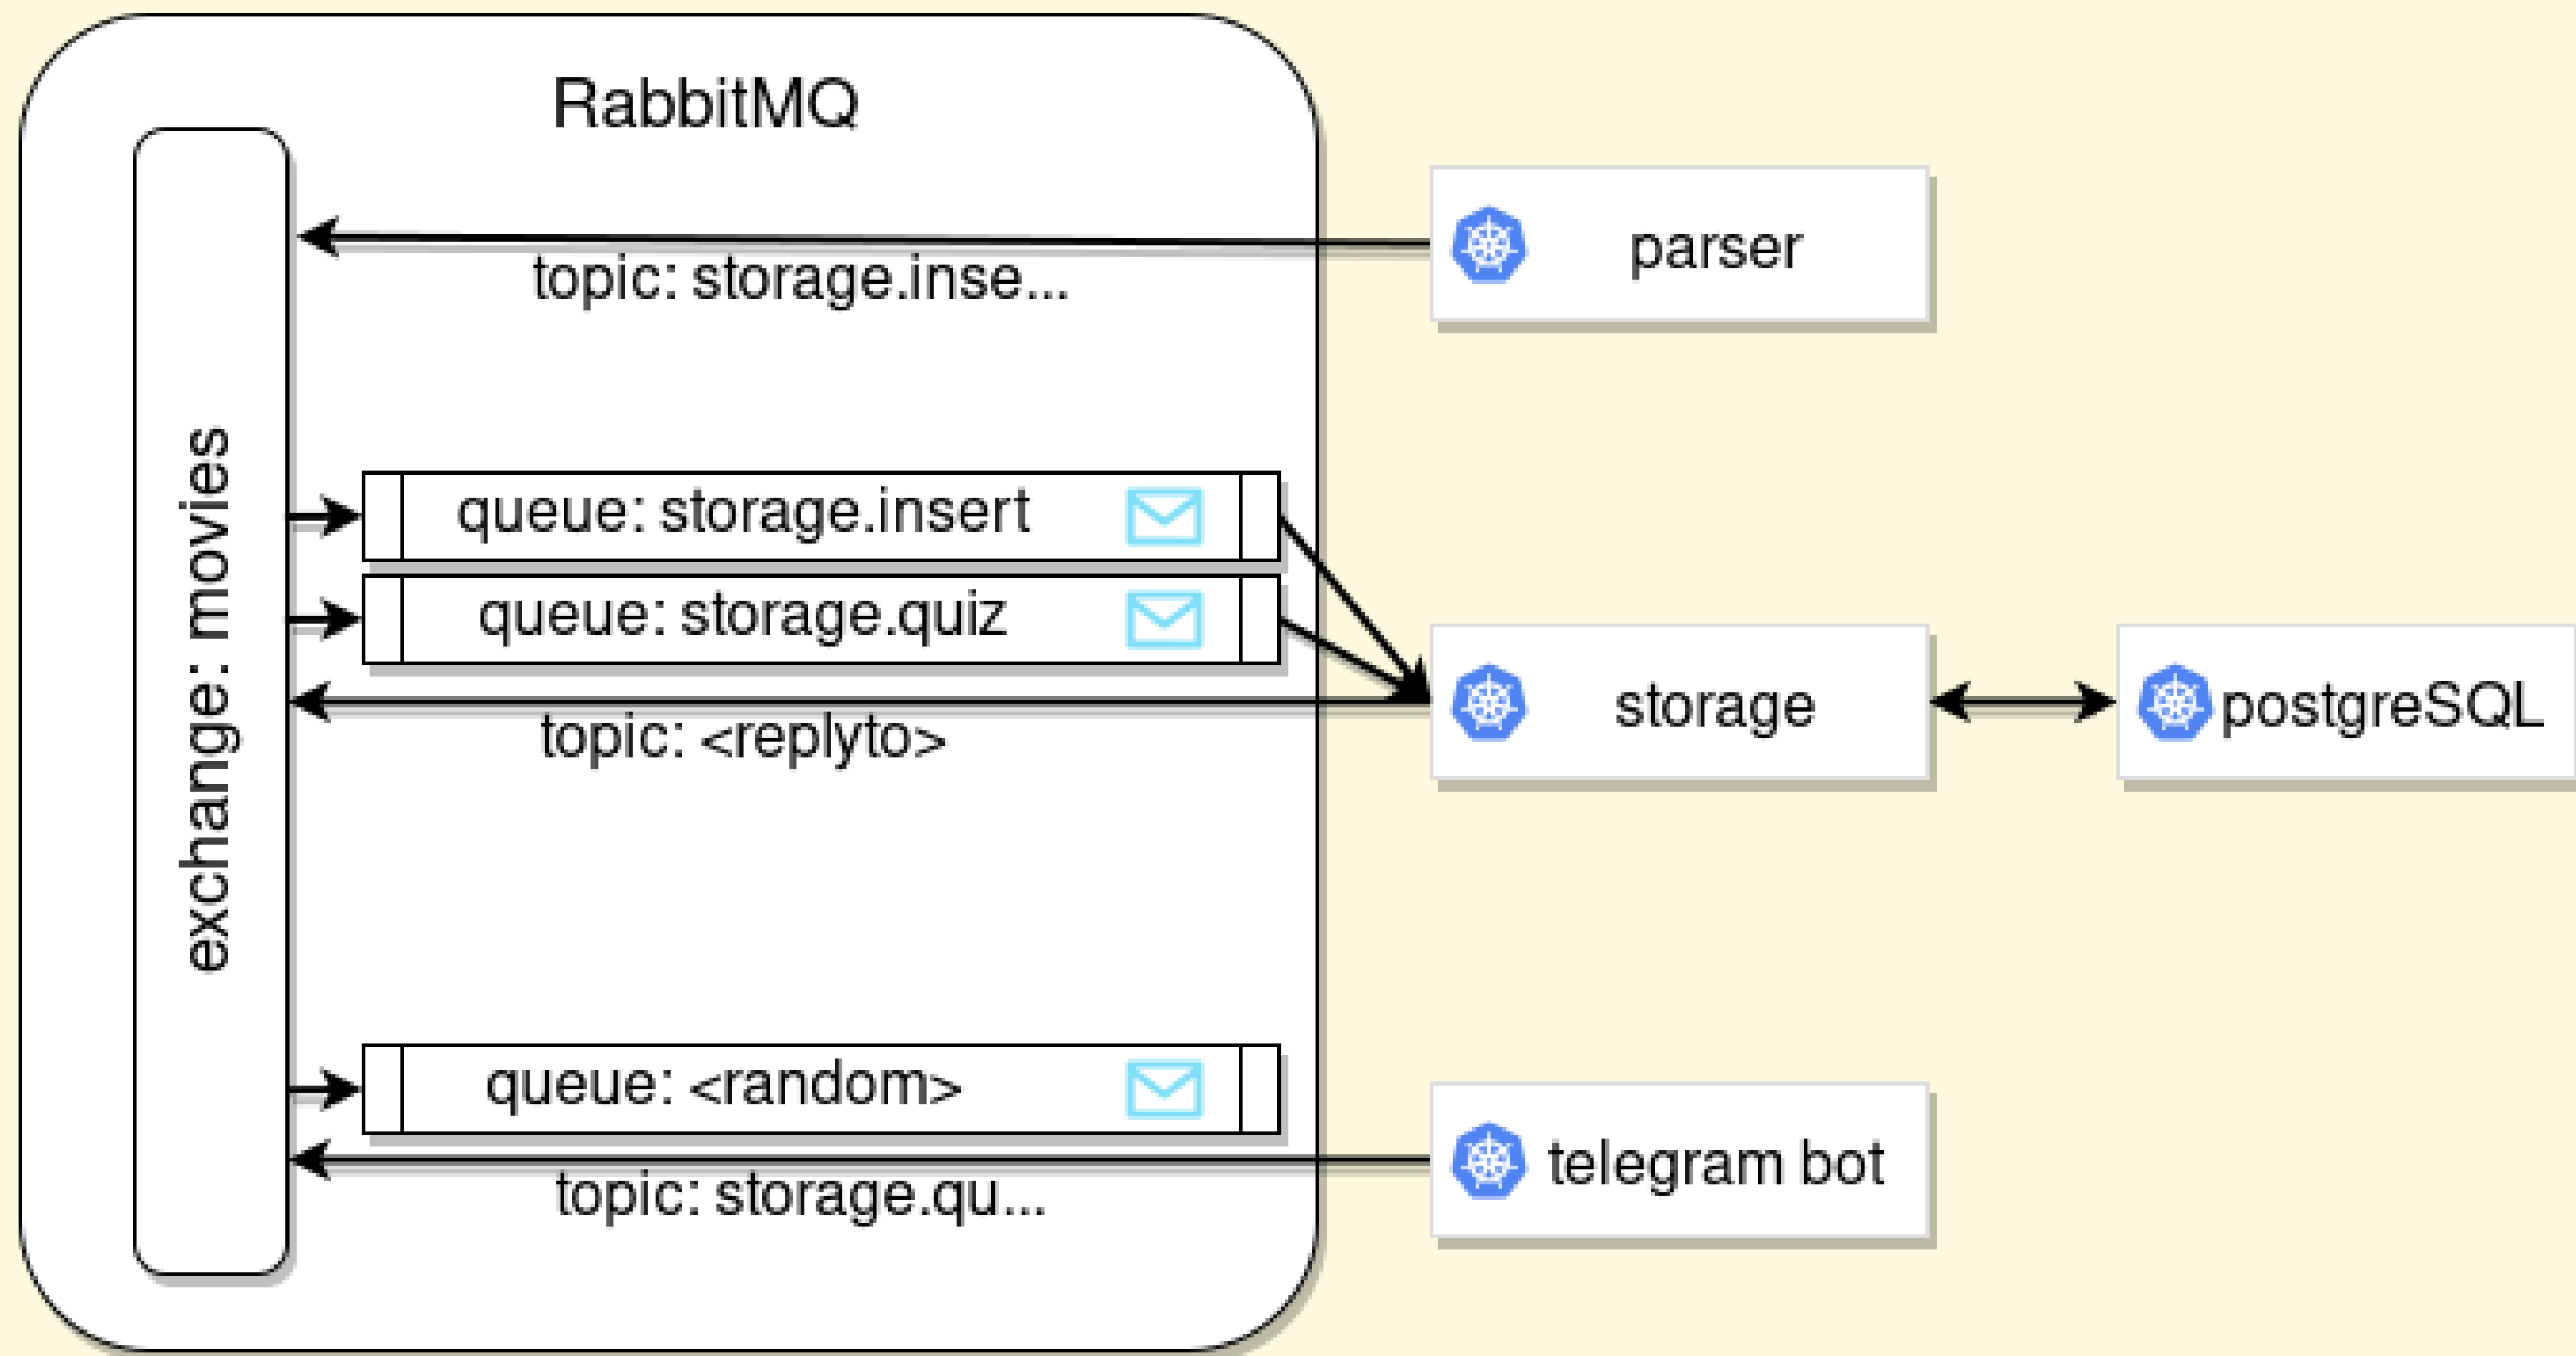 RabbitMQ
exchange: movies
topic: storage.inse...
parser
queue: storage.insert
queue: storage.quiz
topic: <replyto>
storage
postgreSQL
queue: <random>
topic: storage.qu...
telegram bot